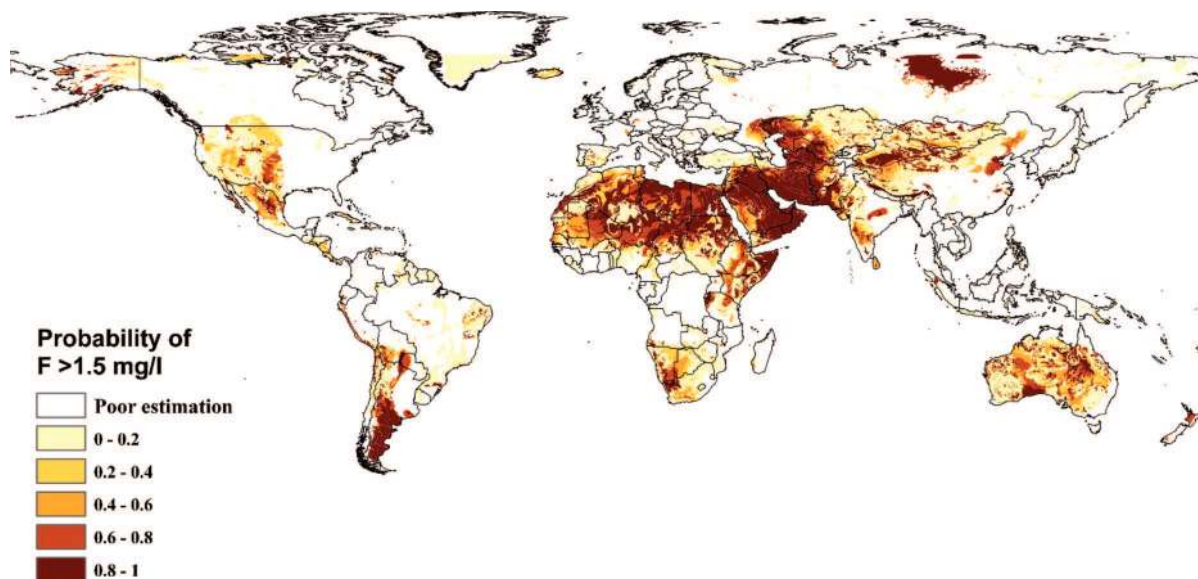 Probability of
F >1.5 mg/l
Poor estimation
0 - 0.2
0.2 - 0.4
0.4 - 0.6
0.6 - 0.8
0.8 - 1